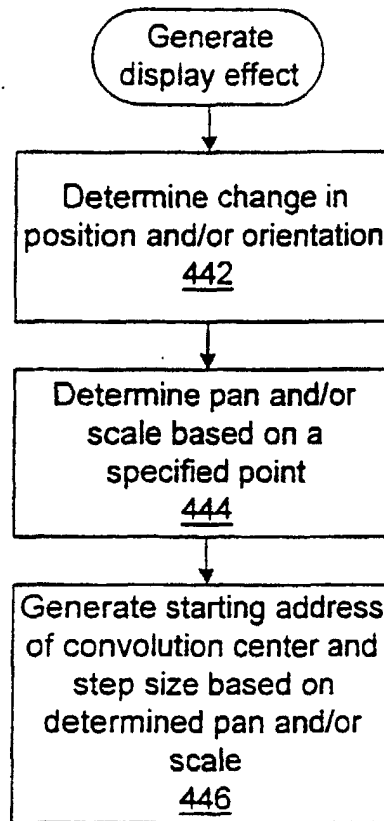 Generate
display effect
Determine change in
position and/or orientation
442
Determine pan and/or
scale based on a
specified point
444
Generate starting address
of convolution center and
step size based on
determined pan and/or
scale
446